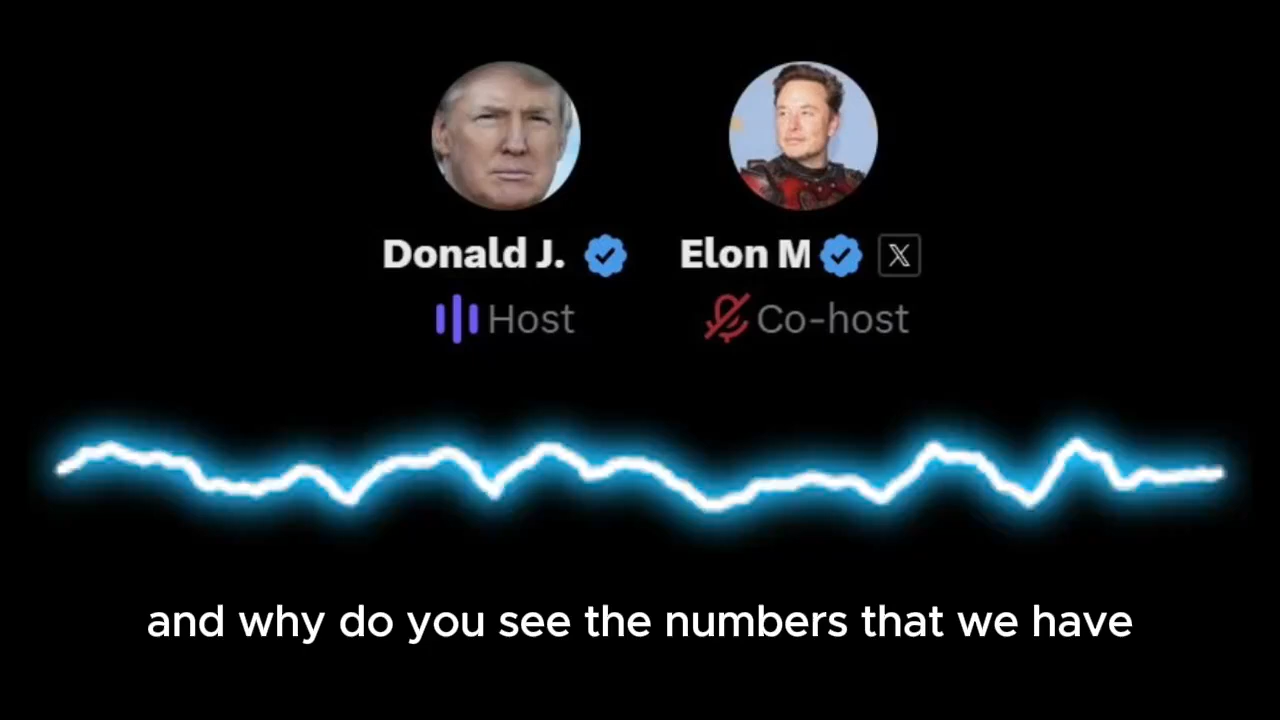 Donald J. Elon M X
Host Co-host
and why do you see the numbers that we have